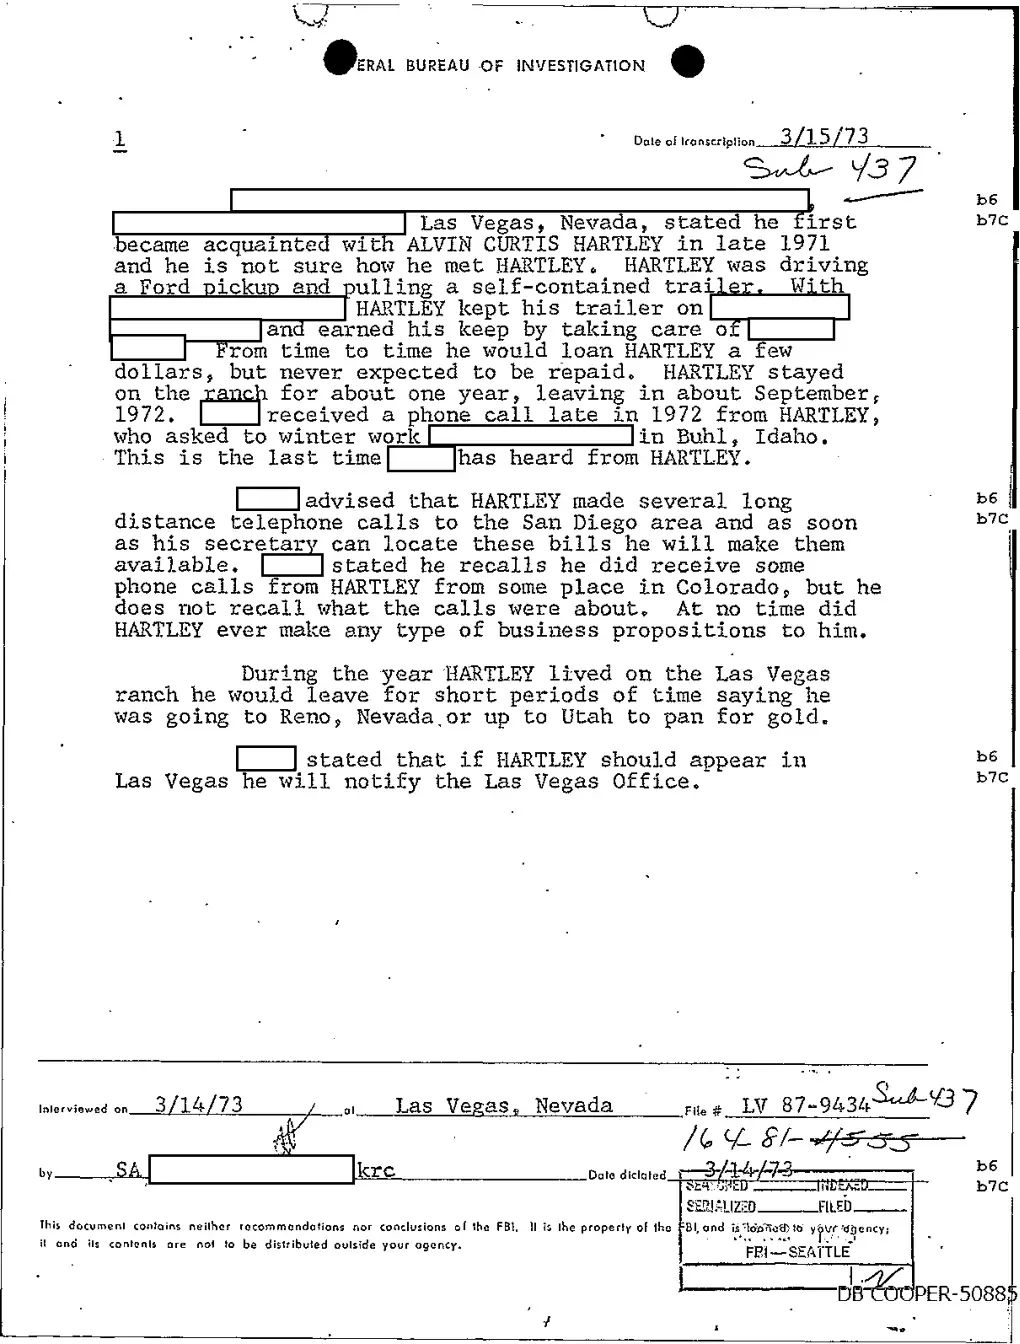 ERAL BUREAU OF INVESTIGATION
1
Date of transcription 3/15/73
Sub 437
b6
b7C
,
Las Vegas, Nevada, stated he first
became acquainted with ALVIN CURTIS HARTLEY in late 1971
and he is not sure how he met HARTLEY. HARTLEY was driving
a Ford pickup and pulling a self-contained trailer. With
HARTLEY kept his trailer on
and earned his keep by taking care of
From time to time he would loan HARTLEY a few
dollars, but never expected to be repaid. HARTLEY stayed
on the ranch for about one year, leaving in about September,
1972. received a phone call late in 1972 from HARTLEY,
who asked to winter work in Buhl, Idaho.
This is the last time has heard from HARTLEY.
advised that HARTLEY made several long b6
distance telephone calls to the San Diego area and as soon b7C
as his secretary can locate these bills he will make them
available. stated he recalls he did receive some
phone calls from HARTLEY from some place in Colorado, but he
does not recall what the calls were about. At no time did
HARTLEY ever make any type of business propositions to him.
During the year HARTLEY lived on the Las Vegas
ranch he would leave for short periods of time saying he
was going to Reno, Nevada or up to Utah to pan for gold.
stated that if HARTLEY should appear in b6
Las Vegas he will notify the Las Vegas Office. b7C
Interviewed on 3/14/73 at Las Vegas, Nevada File # LV 87-9434 Sub 437
164-81-4555
by SA krc Date dictated 3/14/73 b6
b7C
SEARCHED INDEXED
SERIALIZED FILED
This document contains neither recommendations nor conclusions of the FBI. It is the property of the FBI, and is loaned to your agency;
it and its contents are not to be distributed outside your agency.
FBI—SEATTLE
DB COOPER-50885